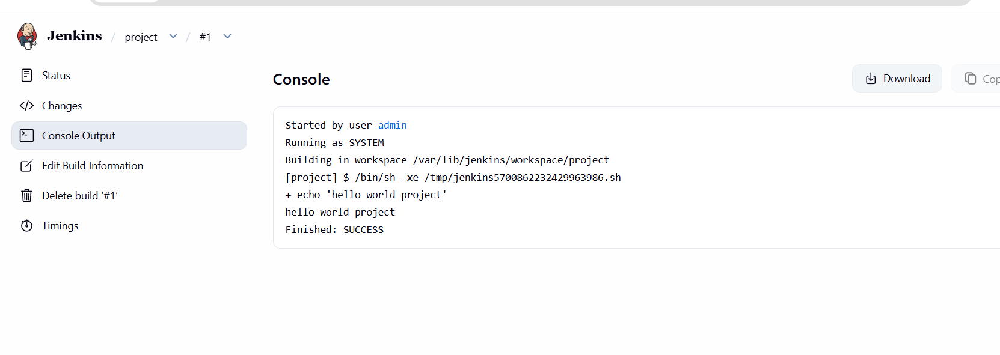 Jenkins / project / #1
Status
Changes
Console Output
Edit Build Information
Delete build ‘#1’
Timings
Console
Download
Started by user admin
Running as SYSTEM
Building in workspace /var/lib/jenkins/workspace/project
[project] $ /bin/sh -xe /tmp/jenkins5700862232429963986.sh
+ echo 'hello world project'
hello world project
Finished: SUCCESS